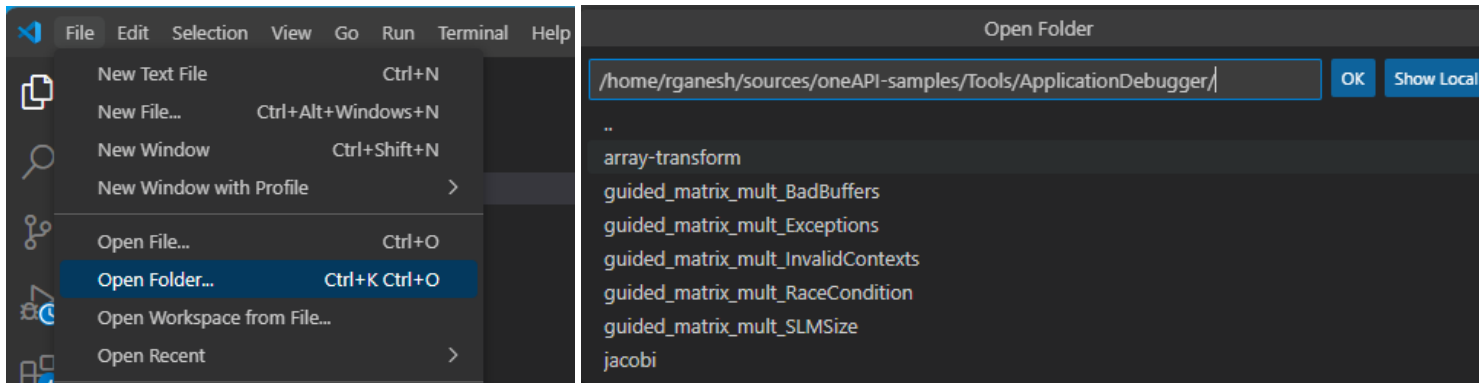 File Edit Selection View Go Run Terminal Help
New Text File Ctrl+N
New File... Ctrl+Alt+Windows+N
New Window Ctrl+Shift+N
New Window with Profile
Open File... Ctrl+O
Open Folder... Ctrl+K Ctrl+O
Open Workspace from File...
Open Recent
Open Folder
/home/rganesh/sources/oneAPI-samples/Tools/ApplicationDebugger/ OK Show Local
..
array-transform
guided_matrix_mult_BadBuffers
guided_matrix_mult_Exceptions
guided_matrix_mult_InvalidContexts
guided_matrix_mult_RaceCondition
guided_matrix_mult_SLMSize
jacobi